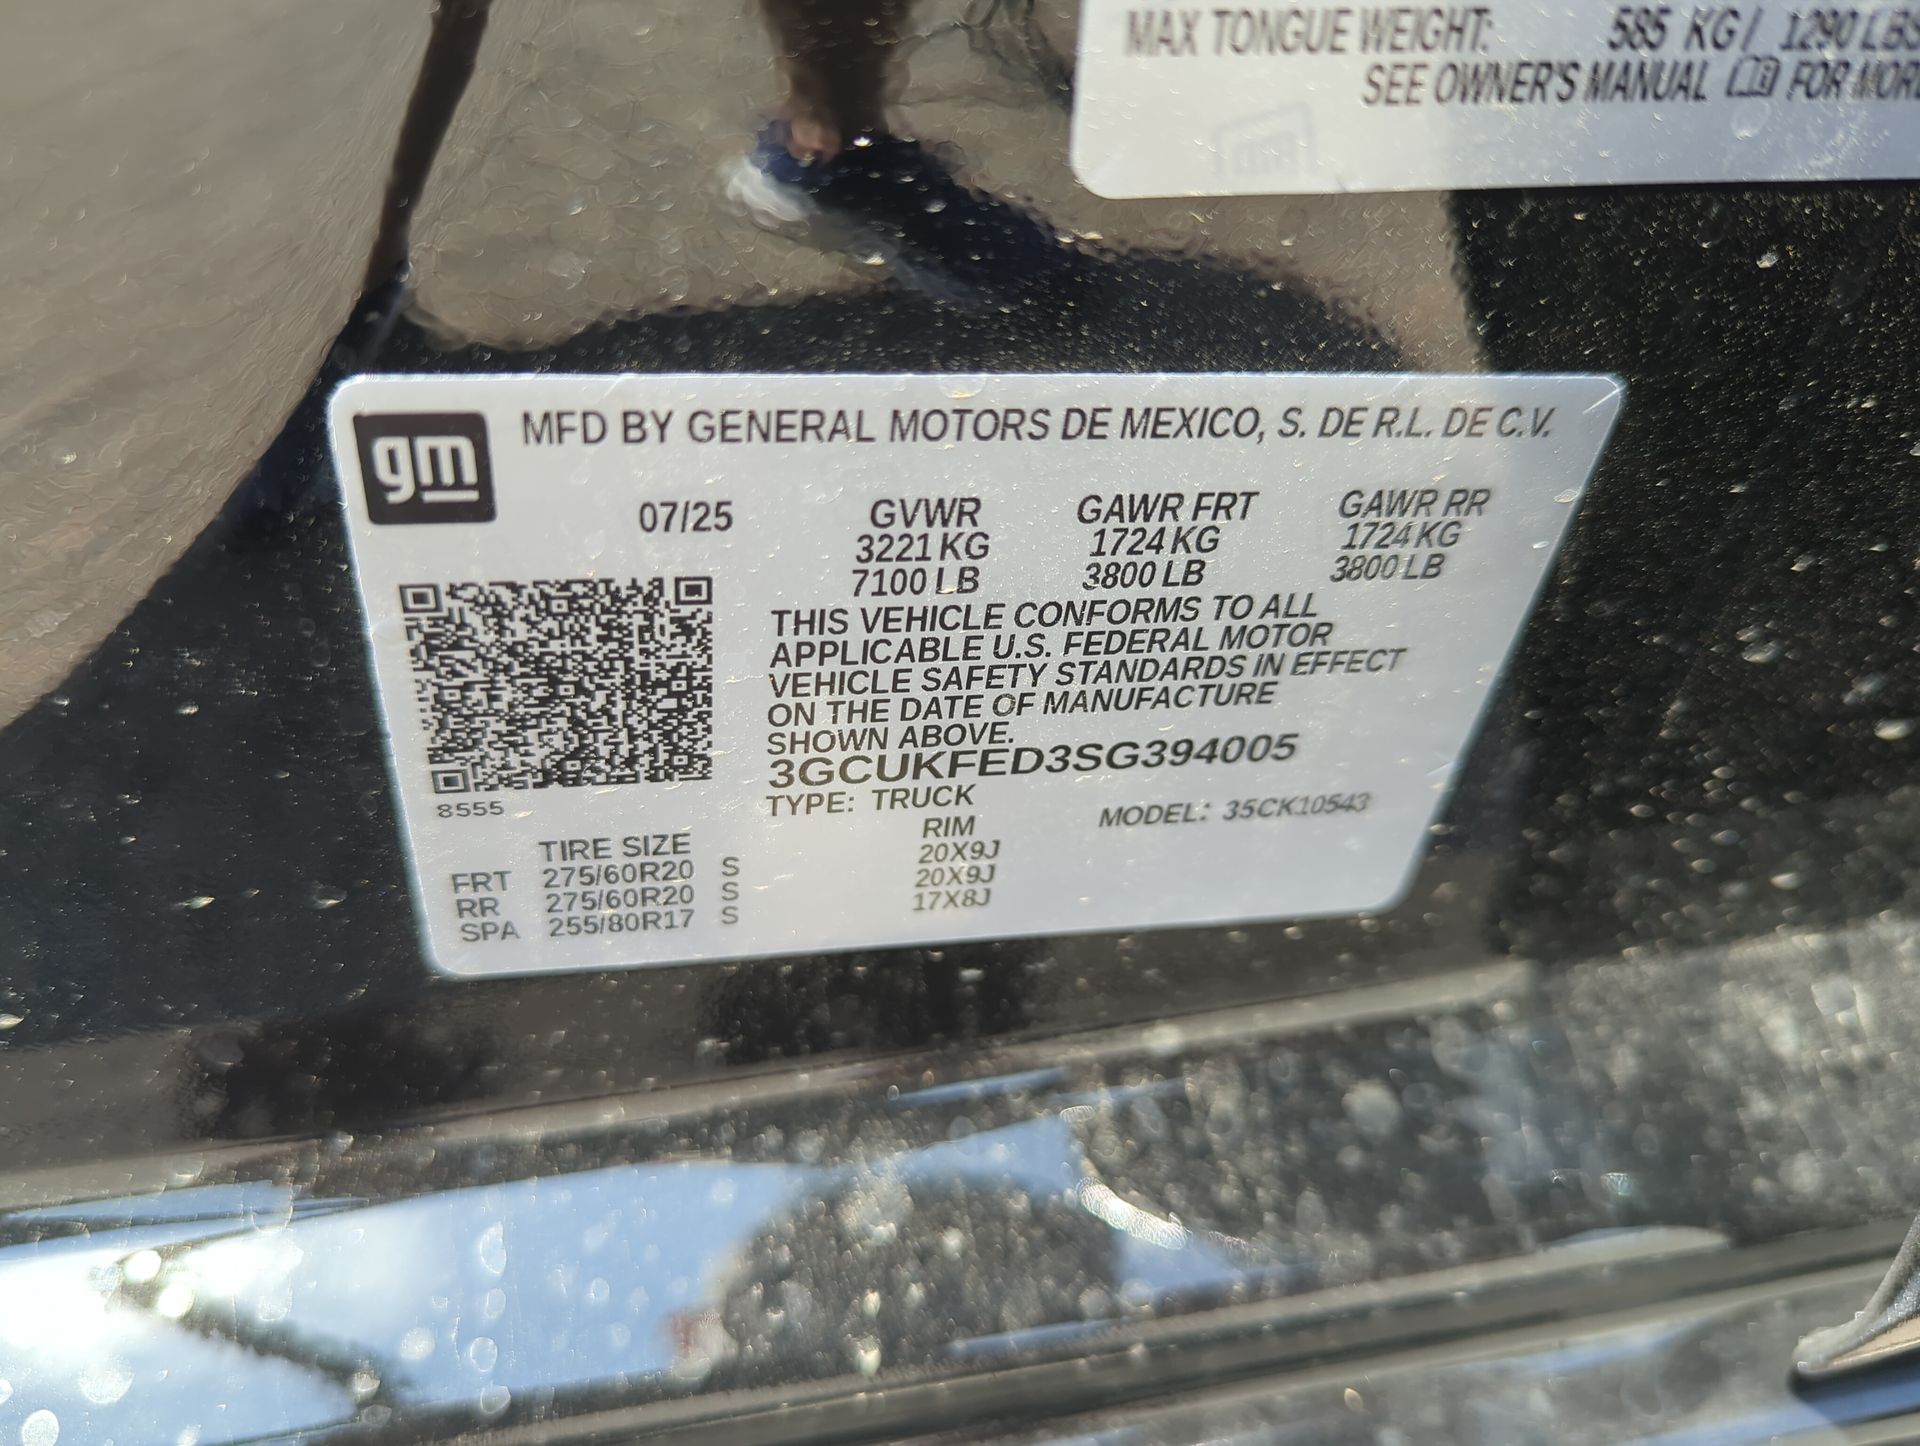 MAX TONGUE WEIGHT: 585 KG / 1290 LBS
SEE OWNER'S MANUAL FOR MORE
gm
MFD BY GENERAL MOTORS DE MEXICO, S. DE R.L. DE C.V.
07/25 GVWR GAWR FRT GAWR RR
3221 KG 1724 KG 1724 KG
7100 LB 3800 LB 3800 LB
THIS VEHICLE CONFORMS TO ALL
APPLICABLE U.S. FEDERAL MOTOR
VEHICLE SAFETY STANDARDS IN EFFECT
ON THE DATE OF MANUFACTURE
SHOWN ABOVE.
3GCUKFED3SG394005
8555
TYPE: TRUCK MODEL: 35CK10543
TIRE SIZE RIM
FRT 275/60R20 S 20X9J
RR 275/60R20 S 20X9J
SPA 255/80R17 S 17X8J